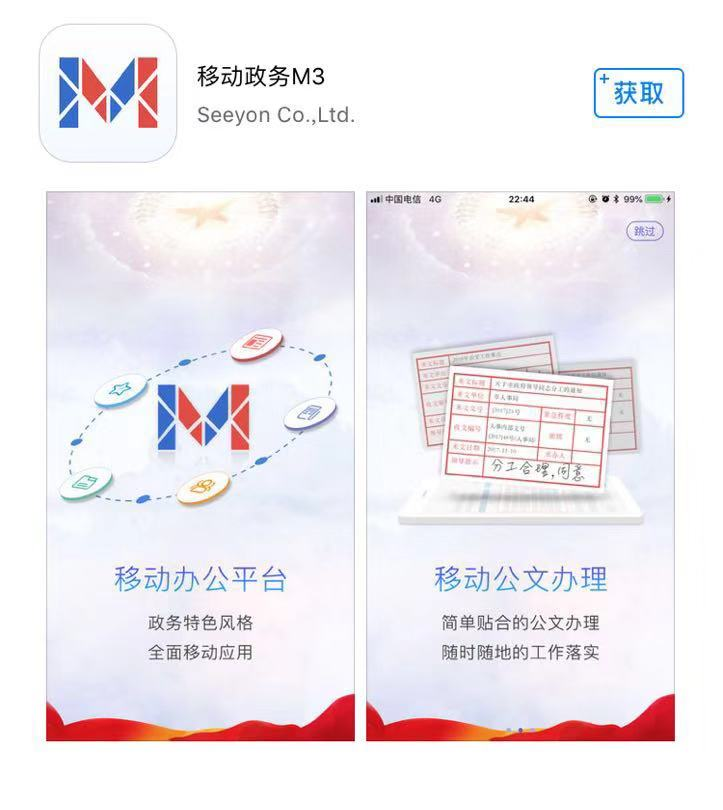 移动政务M3
Seeyon Co.,Ltd.
获取
移动办公平台
政务特色风格
全面移动应用
中国电信 4G
22:44
99%
跳过
来文标题 关于市政府领导同志分工的通知
来文单位 市人事局
来文文号 [2017]23号 紧急程度 无
收文编号 人事内部文号 [2017]49号(人事局) 密级 无
来文日期 2017-11-16 承办人
领导批示 分工合理,同意
移动公文办理
简单贴合的公文办理
随时随地的工作落实